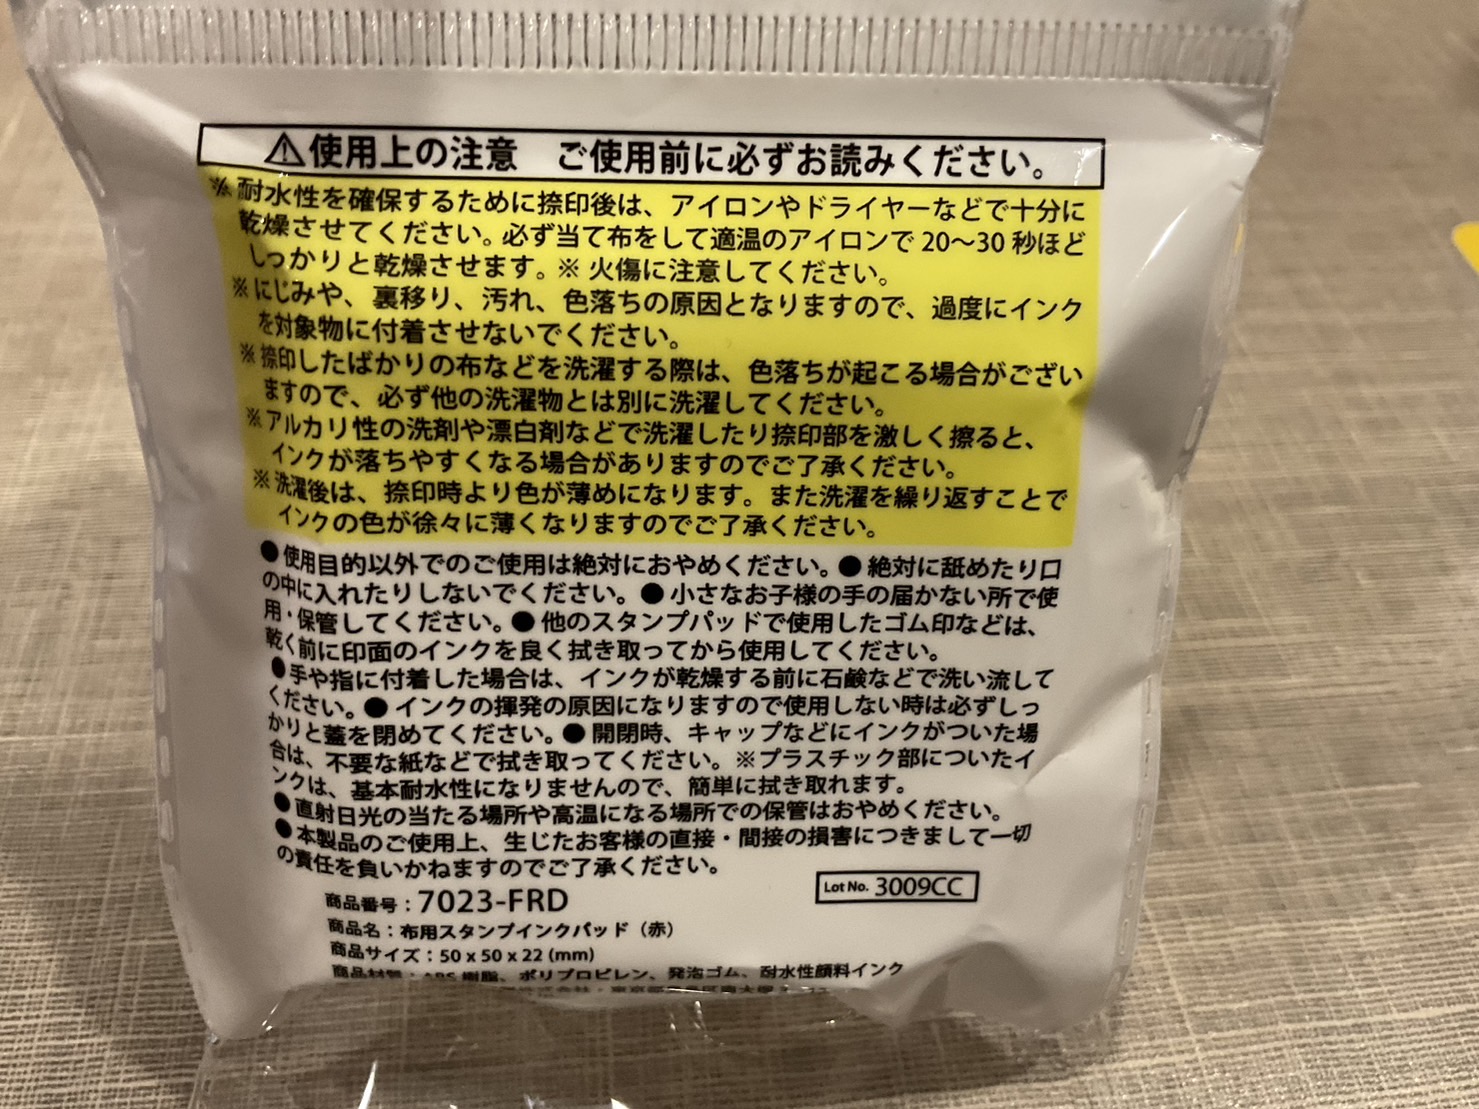 ⚠使用上の注意　ご使用前に必ずお読みください。
※耐水性を確保するために捺印後は、アイロンやドライヤーなどで十分に
乾燥させてください。必ず当て布をして適温のアイロンで20～30秒ほど
しっかりと乾燥させます。※火傷に注意してください。
※にじみや、裏移り、汚れ、色落ちの原因となりますので、過度にインク
を対象物に付着させないでください。
※捺印したばかりの布などを洗濯する際は、色落ちが起こる場合がござい
ますので、必ず他の洗濯物とは別に洗濯してください。
※アルカリ性の洗剤や漂白剤などで洗濯したり捺印部を激しく擦ると、
インクが落ちやすくなる場合がありますのでご了承ください。
※洗濯後は、捺印時より色が薄めになります。また洗濯を繰り返すことで
インクの色が徐々に薄くなりますのでご了承ください。
●使用目的以外でのご使用は絶対におやめください。●絶対に舐めたり口
の中に入れたりしないでください。●小さなお子様の手の届かない所で使
用・保管してください。●他のスタンプパッドで使用したゴム印などは、
乾く前に印面のインクを良く拭き取ってから使用してください。
●手や指に付着した場合は、インクが乾燥する前に石鹸などで洗い流して
ください。●インクの揮発の原因になりますので使用しない時は必ずしっ
かりと蓋を閉めてください。●開閉時、キャップなどにインクがついた場
合は、不要な紙などで拭き取ってください。※プラスチック部についたイ
ンクは、基本耐水性になりませんので、簡単に拭き取れます。
●直射日光の当たる場所や高温になる場所での保管はおやめください。
●本製品のご使用上、生じたお客様の直接・間接の損害につきまして一切
の責任を負いかねますのでご了承ください。
Lot No. 3009CC
商品番号：7023-FRD
商品名：布用スタンプインクパッド（赤）
商品サイズ：50 x 50 x 22 (mm)
商品材質：ABS樹脂、ポリプロピレン、発泡ゴム、耐水性顔料インク